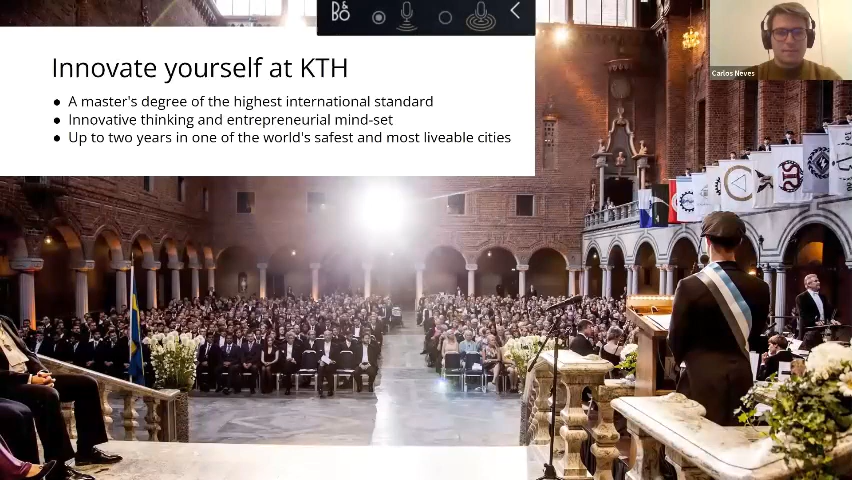 B&
BO
Carlos Neves
Innovate yourself at KTH
● A master's degree of the highest international standard
● Innovative thinking and entrepreneurial mind-set
● Up to two years in one of the world's safest and most liveable cities